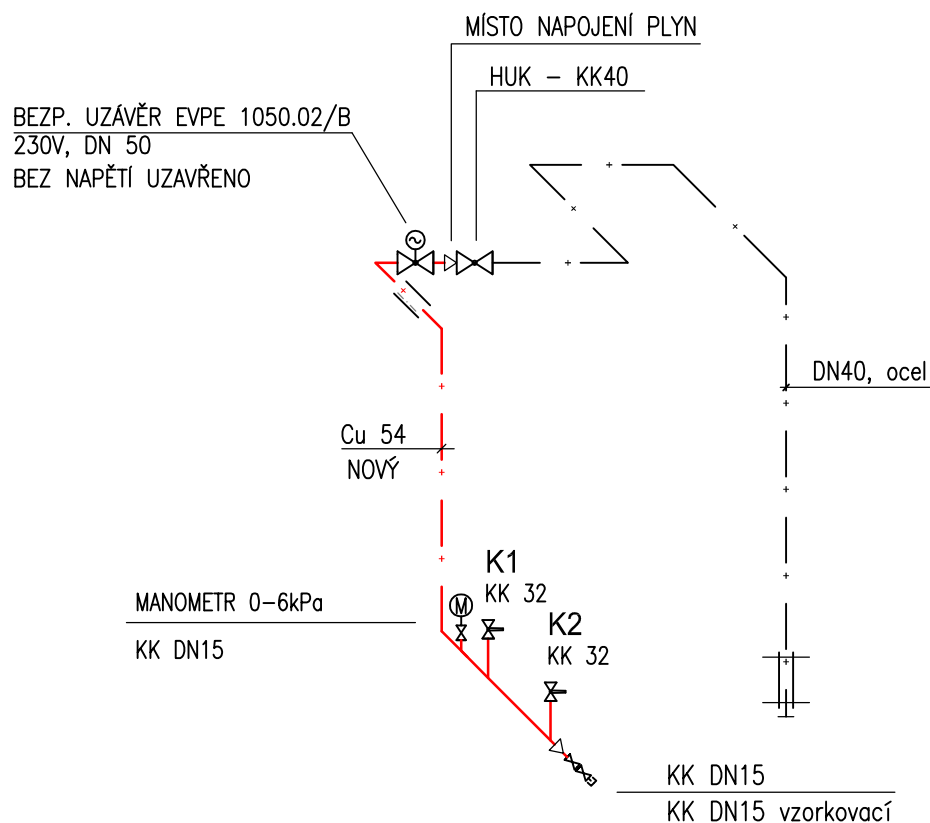 MÍSTO NAPOJENÍ PLYN
HUK – KK40
BEZP. UZÁVĚR EVPE 1050.02/B
230V, DN 50
BEZ NAPĚTÍ UZAVŘENO
DN40, ocel
Cu 54
NOVÝ
K1
KK 32
MANOMETR 0–6kPa
KK DN15
M
K2
KK 32
KK DN15
KK DN15 vzorkovací